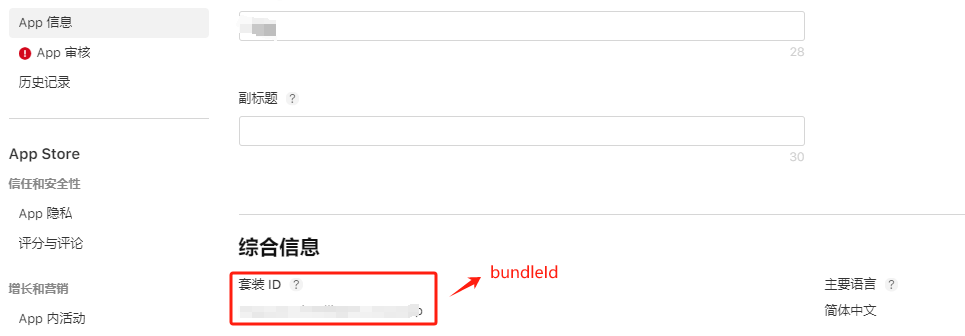 App 信息
App 审核
历史记录
App Store
信任和安全性
App 隐私
评分与评论
增长和营销
App 内活动
28
副标题 ?
30
综合信息
套装 ID ?
bundleId
主要语言 ?
简体中文